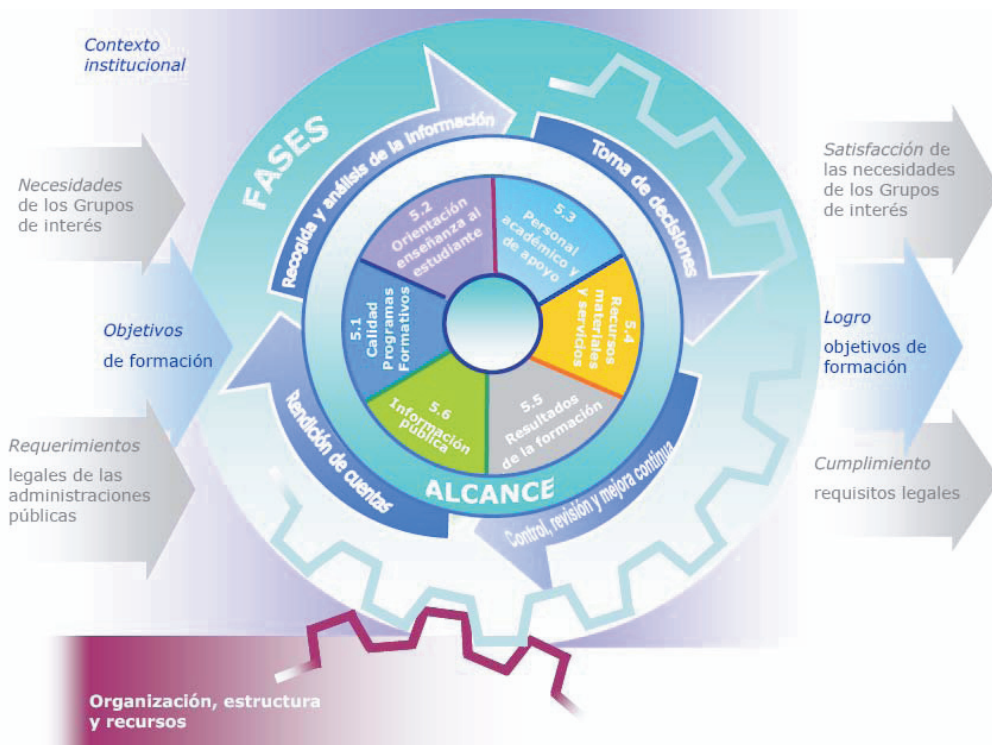 Contexto
institucional
Necesidades
de los Grupos
de interés
Objetivos
de formación
Requerimientos
legales de las
administraciones
públicas
FASES
Recogida y análisis de la información
Toma de decisiones
Control, revisión y mejora continua
Rendición de cuentas
5.1
Calidad
Programas
Formativos
5.2
Orientación
enseñanza al
estudiante
5.3
Personal
académico y
de apoyo
5.4
Recursos
materiales
y servicios
5.5
Resultados
de la formación
5.6
Información
pública
ALCANCE
Satisfacción de
las necesidades
de los Grupos
de interés
Logro
objetivos de
formación
Cumplimiento
requisitos legales
Organización, estructura
y recursos